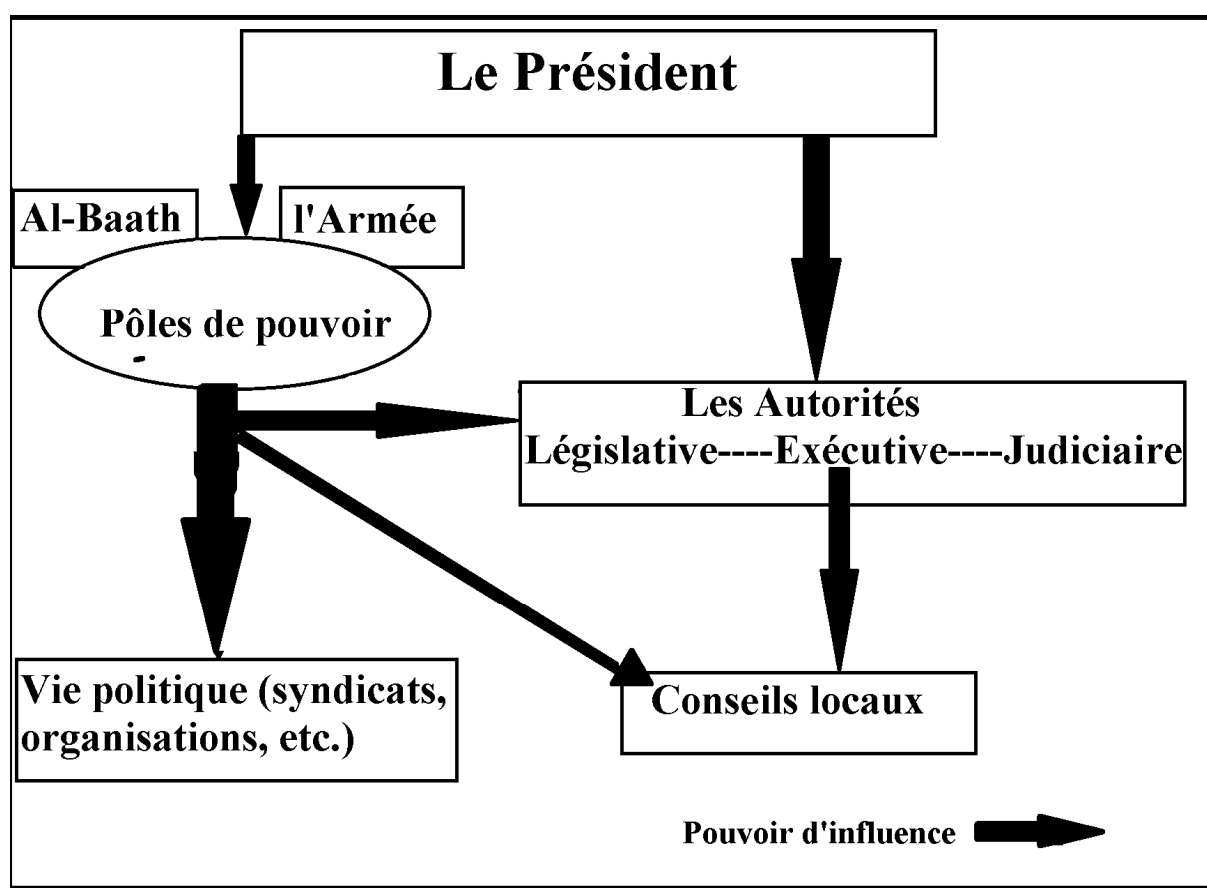 Le Président
Al-Baath
l'Armée
Pôles de pouvoir
Les Autorités
Législative----Exécutive----Judiciaire
Vie politique (syndicats,
organisations, etc.)
Conseils locaux
Pouvoir d'influence